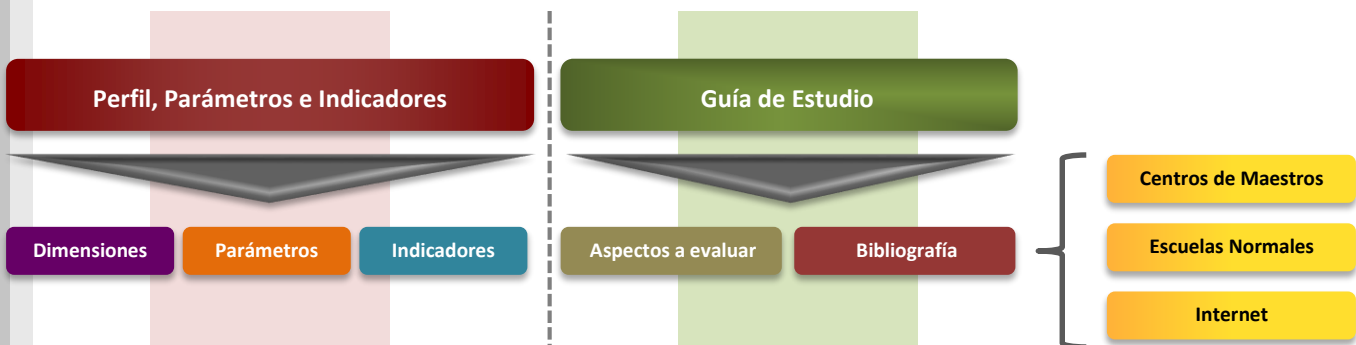 Perfil, Parámetros e Indicadores
Guía de Estudio
Dimensiones
Parámetros
Indicadores
Aspectos a evaluar
Bibliografía
Centros de Maestros
Escuelas Normales
Internet